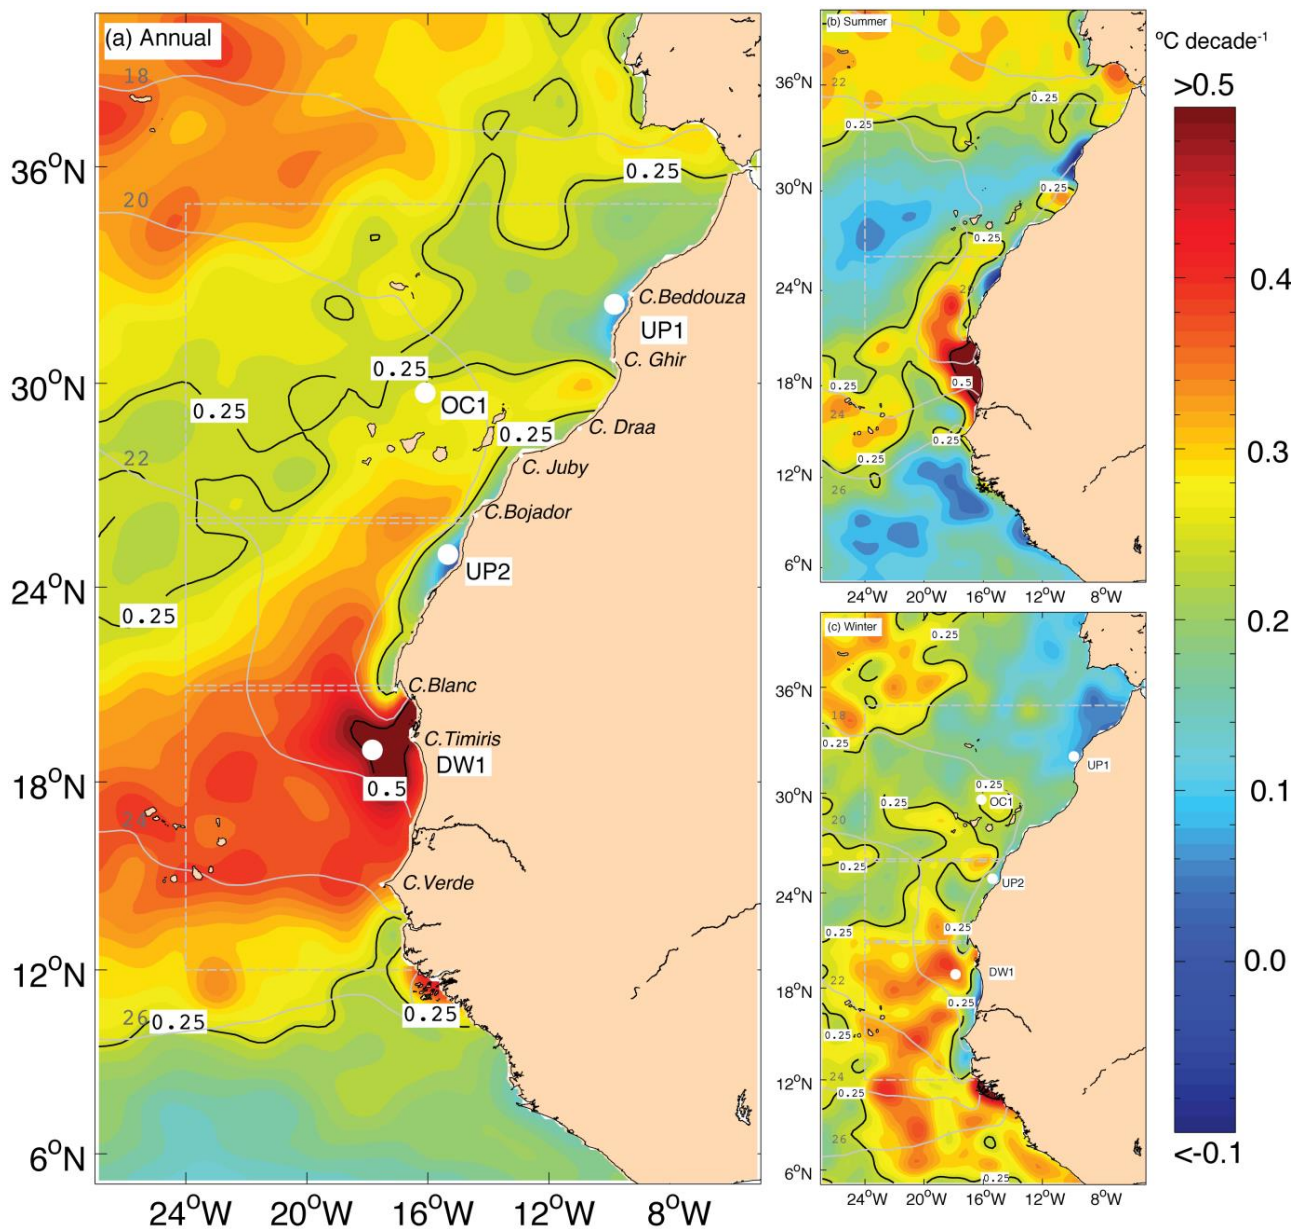 (a) Annual
18
36°N
0.25
20
C.Beddouza
UP1
C. Ghir
0.25
30°N
0.25
OC1
C. Draa
0.25
22
C. Juby
C.Bojador
UP2
24°N
0.25
C.Blanc
C.Timiris
DW1
0.5
18°N
24
C.Verde
12°N
26
0.25
0.25
6°N
24°W
20°W
16°W
12°W
8°W
(b) Summer
36°N
22
0.25
0.25
30°N
0.25
0.25
24°N
18°N
0.25
0.5
24
0.25
12°N
0.25
26
6°N
24°W
20°W
16°W
12°W
8°W
(c) Winter
0.25
36°N
18
0.25
UP1
30°N
0.25
OC1
0.25
20
0.25
UP2
24°N
0.25
0.25
DW1
22
18°N
0.25
0.25
24
12°N
0.25
26
6°N
24°W
20°W
16°W
12°W
8°W
°C decade⁻¹
>0.5
0.4
0.3
0.2
0.1
0.0
<-0.1